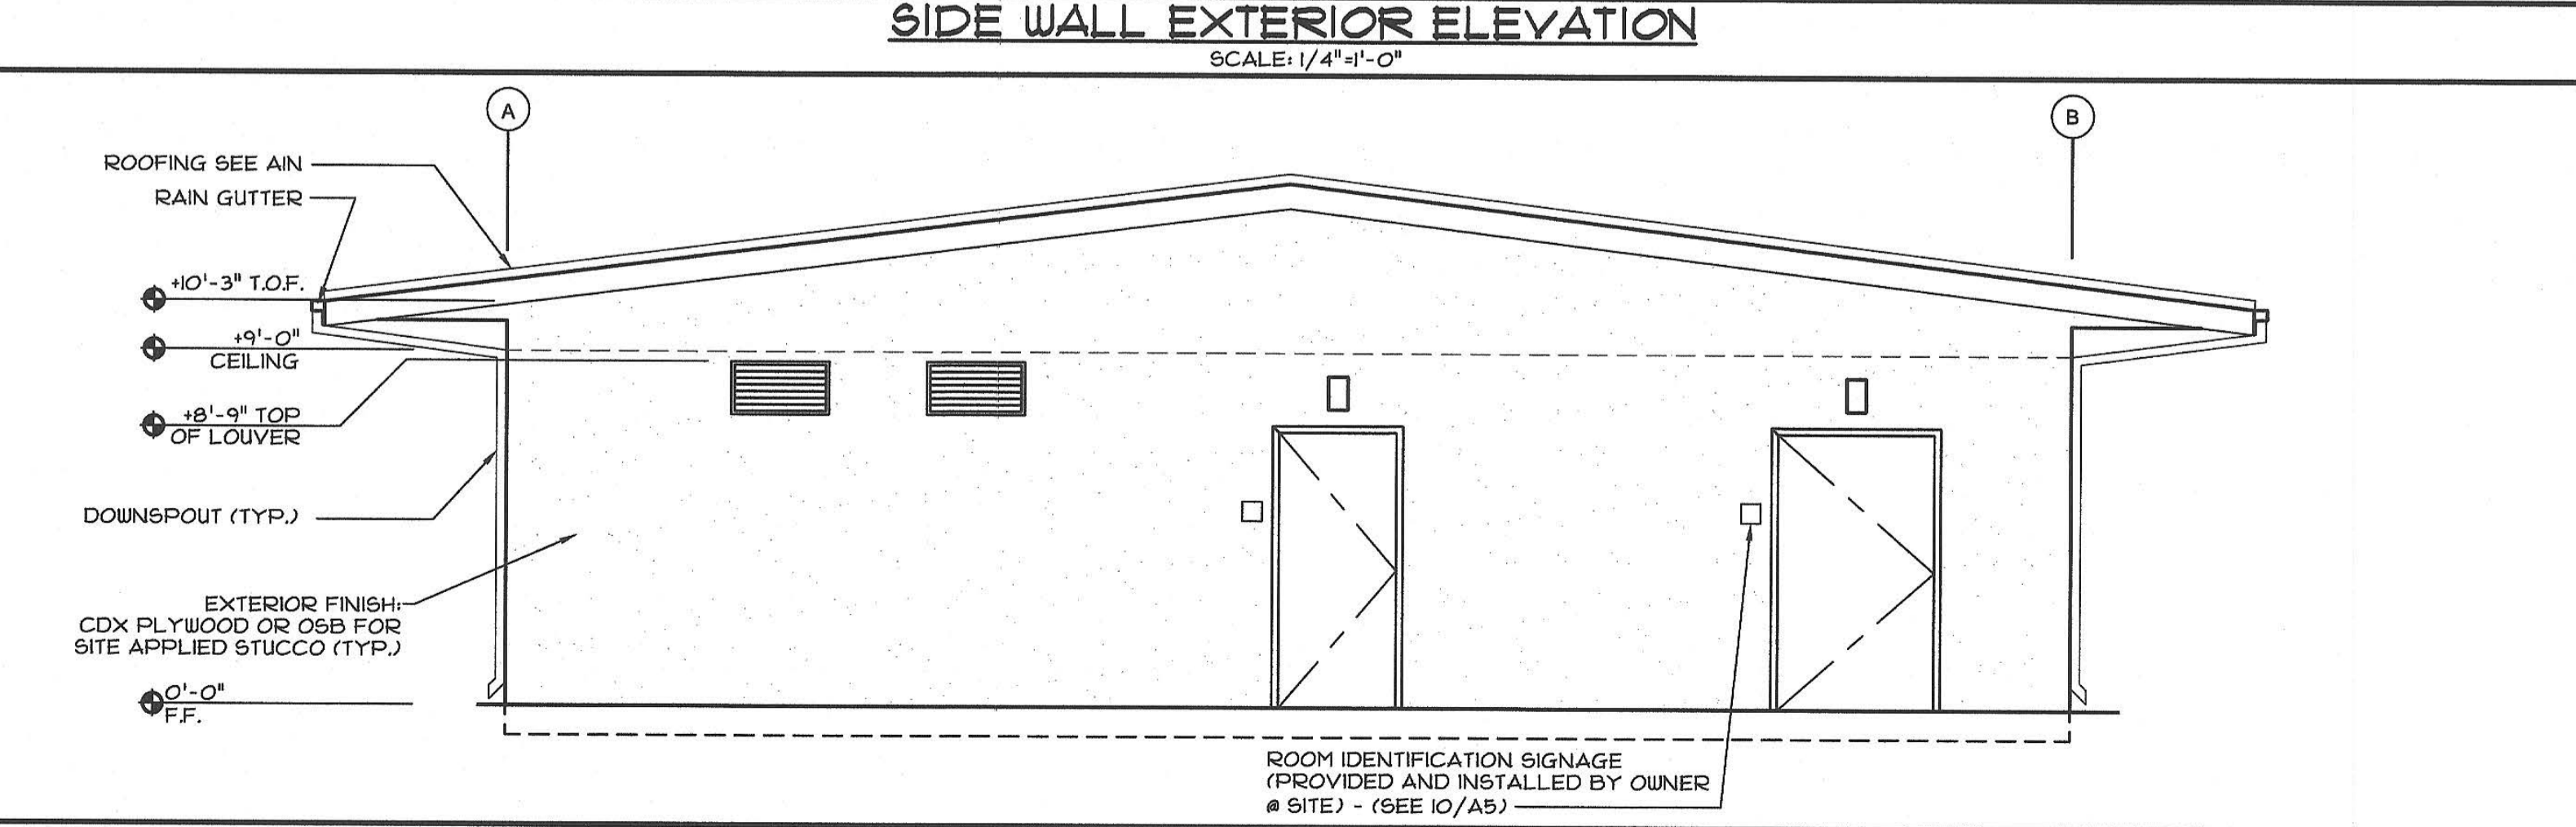 SIDE WALL EXTERIOR ELEVATION
SCALE: 1/4"=1'-0"
A
B
ROOFING SEE AIN
RAIN GUTTER
+10'-3" T.O.F.
+9'-0"
CEILING
+8'-9" TOP
OF LOUVER
DOWNSPOUT (TYP.)
EXTERIOR FINISH:
CDX PLYWOOD OR OSB FOR
SITE APPLIED STUCCO (TYP.)
0'-0"
F.F.
ROOM IDENTIFICATION SIGNAGE
(PROVIDED AND INSTALLED BY OWNER
@ SITE) - (SEE 10/A5)